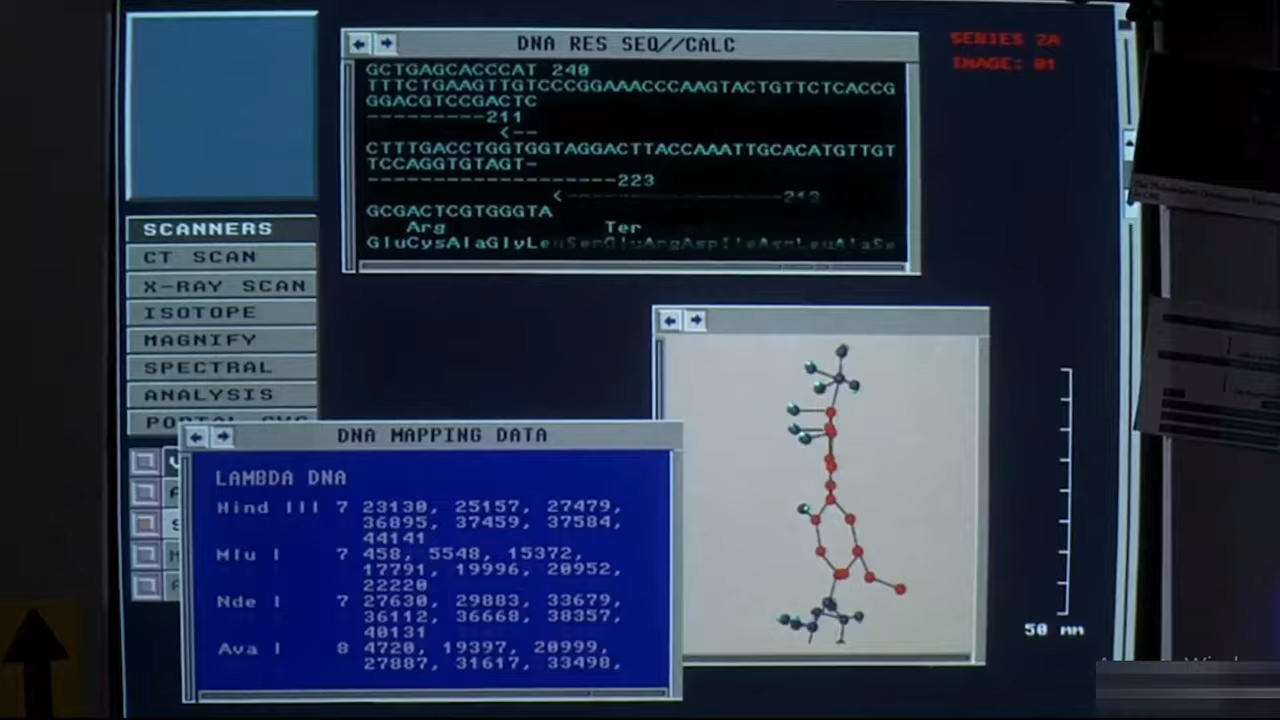 DNA RES SEQ//CALC
GCTGAGCACCCAT 240
TTTCTGAAGTTGTCCCGGAAACCCAAGTACTGTTCTCACCG
GGACGTCCGACTC
---------211
<--
CTTTGACCTGGTGGTAGGACTTACCAAATTGCACATGTTGT
TCCAGGTGTAGT-
-------------------223
<----------------213
GCGACTCGTGGGTA
Arg Ter
GluCysAlaGlyLeuSerGluArgAspIleAsnLeuAlaSe
SERIES 2A
IMAGE: 01
SCANNERS
CT SCAN
X-RAY SCAN
ISOTOPE
MAGNIFY
SPECTRAL
ANALYSIS
DNA MAPPING DATA
LAMBDA DNA
Hind III 7 23130, 25157, 27479,
36895, 37459, 37584,
44141
Mlu I 7 458, 5548, 15372,
17791, 19996, 20952,
22220
Nde I 7 27630, 29883, 33679,
36112, 36668, 38357,
40131
Ava I 8 4720, 19397, 20999,
27887, 31617, 33498,
50 MM